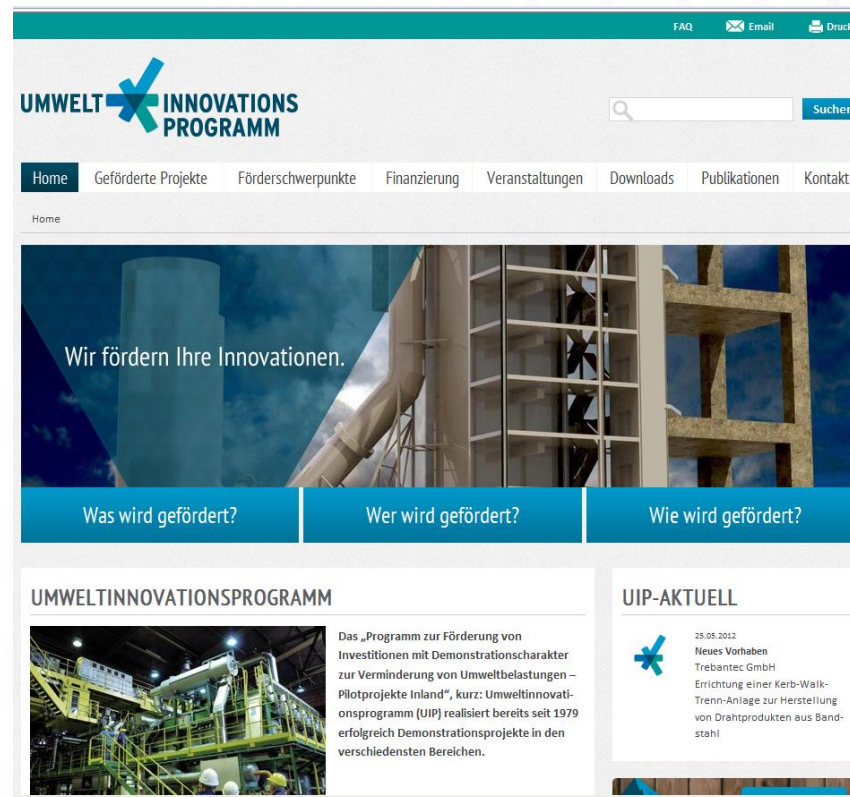 FAQ Email Druck
UMWELT INNOVATIONS
PROGRAMM
Suchen
Home Geförderte Projekte Förderschwerpunkte Finanzierung Veranstaltungen Downloads Publikationen Kontakt
Home
Wir fördern Ihre Innovationen.
Was wird gefördert? Wer wird gefördert? Wie wird gefördert?
UMWELTINNOVATIONSPROGRAMM
Das „Programm zur Förderung von
Investitionen mit Demonstrationscharakter
zur Verminderung von Umweltbelastungen –
Pilotprojekte Inland“, kurz: Umweltinnovati-
onsprogramm (UIP) realisiert bereits seit 1979
erfolgreich Demonstrationsprojekte in den
verschiedensten Bereichen.
UIP-AKTUELL
25.05.2012
Neues Vorhaben
Trebantec GmbH
Errichtung einer Kerb-Walk-
Trenn-Anlage zur Herstellung
von Drahtprodukten aus Band-
stahl